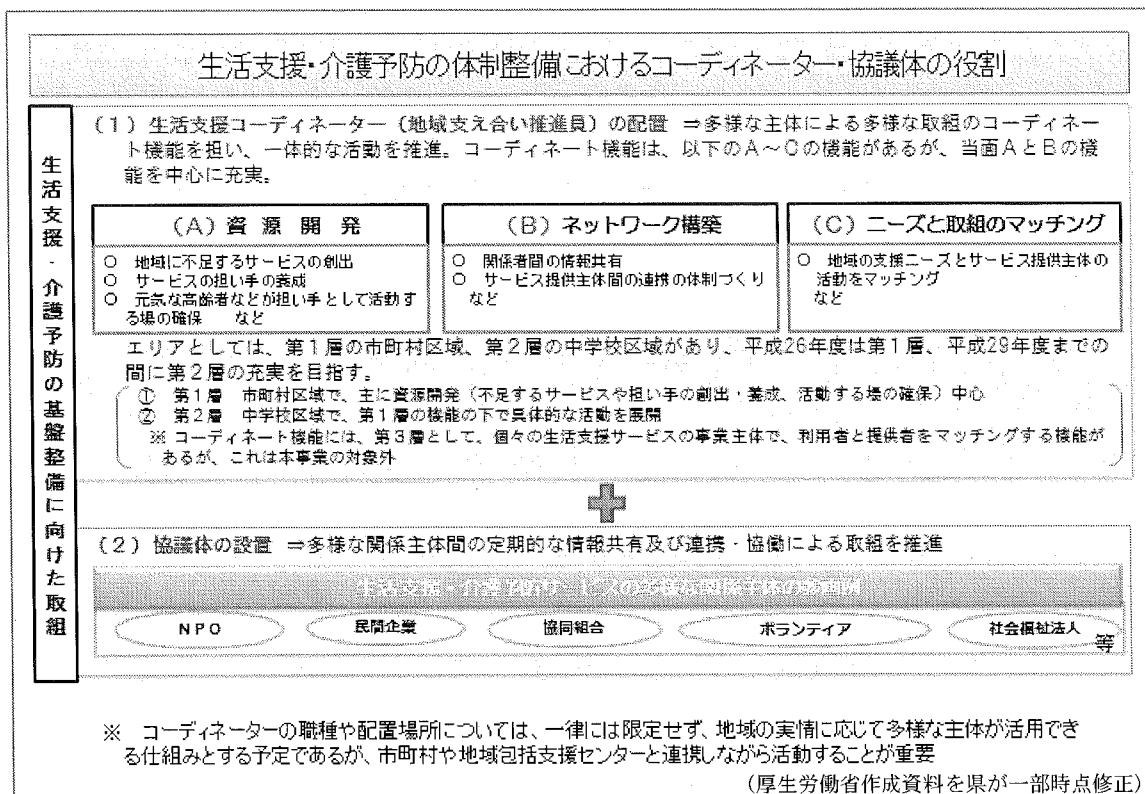 生活支援・介護予防の体制整備におけるコーディネーター・協議体の役割
生活支援・介護予防の基盤整備に向けた取組
(1)生活支援コーディネーター(地域支え合い推進員)の配置 ⇒多様な主体による多様な取組のコーディネー
ト機能を担い、一体的な活動を推進。コーディネート機能は、以下のA~Cの機能があるが、当面AとBの機
能を中心に充実。
(A)資源開発
○ 地域に不足するサービスの創出
○ サービスの担い手の養成
○ 元気な高齢者などが担い手として活動す
る場の確保 など
(B)ネットワーク構築
○ 関係者間の情報共有
○ サービス提供主体間の連携の体制づくり
など
(C)ニーズと取組のマッチング
○ 地域の支援ニーズとサービス提供主体の
活動をマッチング
など
エリアとしては、第1層の市町村区域、第2層の中学校区域があり、平成26年度は第1層、平成29年度までの
間に第2層の充実を目指す。
① 第1層 市町村区域で、主に資源開発(不足するサービスや担い手の創出・養成、活動する場の確保)中心
② 第2層 中学校区域で、第1層の機能の下で具体的な活動を展開
※ コーディネート機能には、第3層として、個々の生活支援サービスの事業主体で、利用者と提供者をマッチングする機能が
あるが、これは本事業の対象外
(2)協議体の設置 ⇒多様な関係主体間の定期的な情報共有及び連携・協働による取組を推進
生活支援・介護予防サービスの多様な関係主体の参画例
NPO
民間企業
協同組合
ボランティア
社会福祉法人
等
※ コーディネーターの職種や配置場所については、一律には限定せず、地域の実情に応じて多様な主体が活用でき
る仕組みとする予定であるが、市町村や地域包括支援センターと連携しながら活動することが重要
(厚生労働省作成資料を県が一部時点修正)